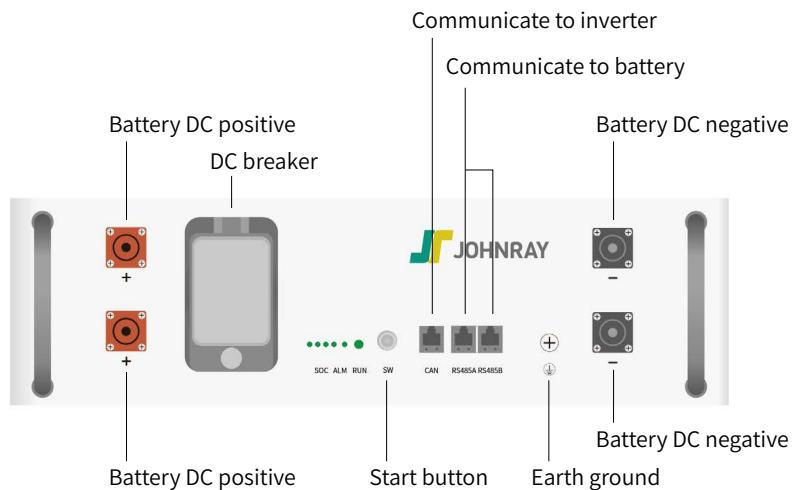 Communicate to inverter
Communicate to battery
Battery DC positive
Battery DC negative
DC breaker
JOHNRAY
+
−
+
−
SOC ALM RUN SW CAN RS485A RS485B
Battery DC negative
Battery DC positive
Start button
Earth ground